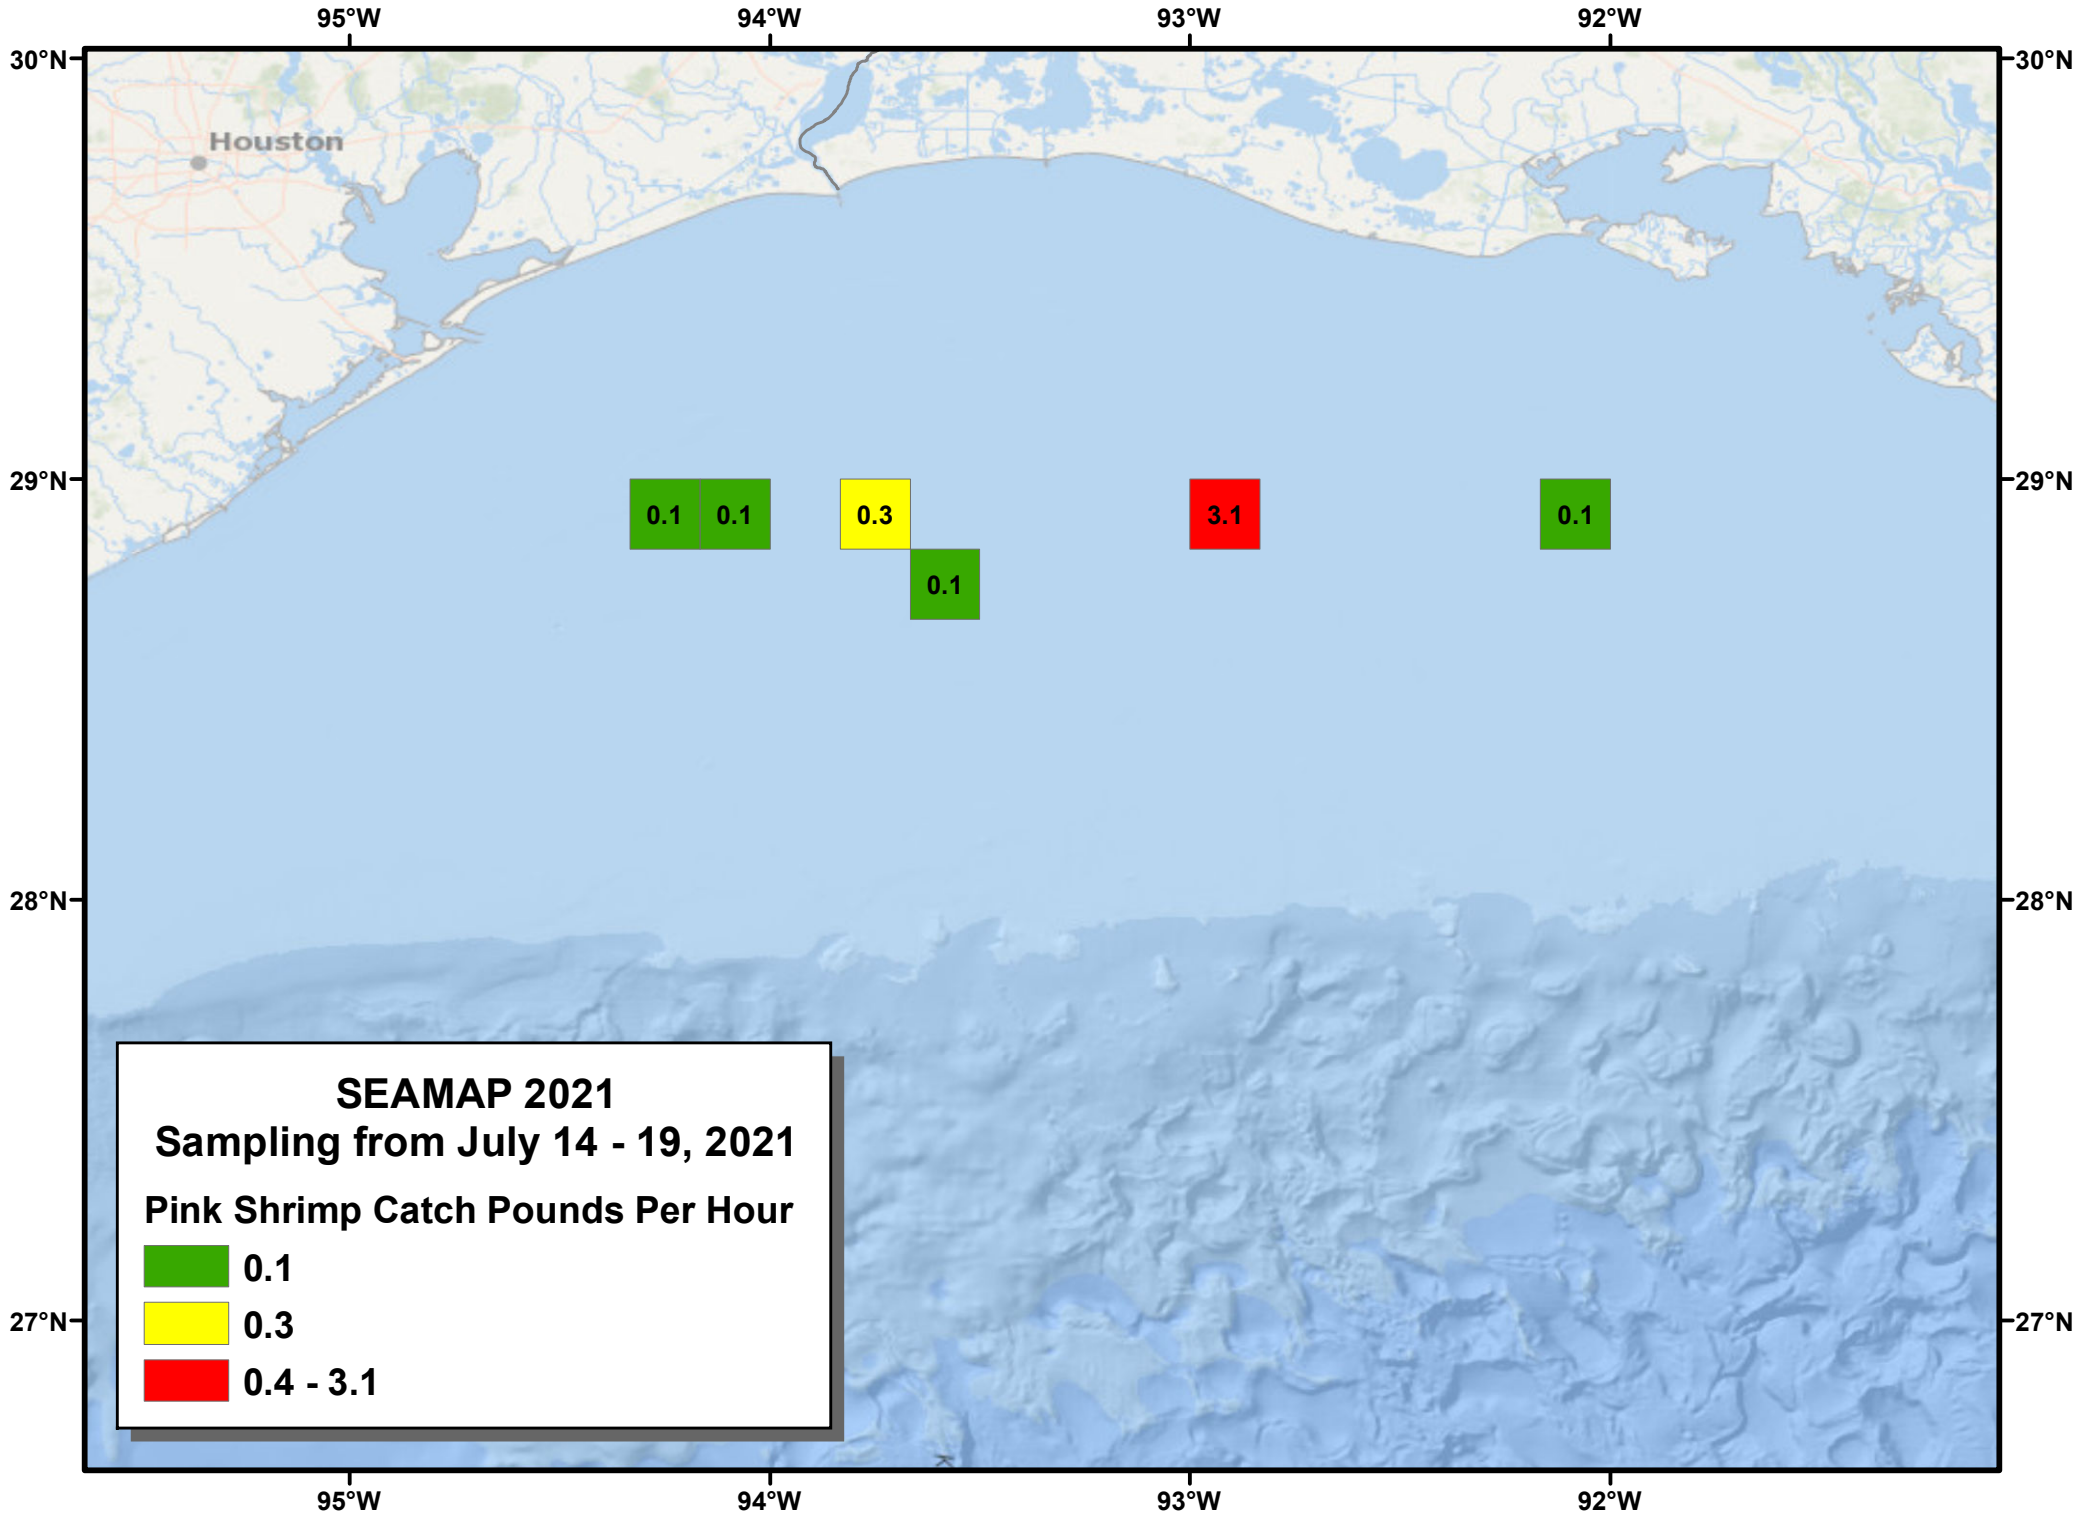 95°W 94°W 93°W 92°W
30°N 30°N
Houston
29°N 29°N
0.1 0.1 0.3 3.1 0.1
0.1
28°N 28°N
SEAMAP 2021
Sampling from July 14 - 19, 2021
Pink Shrimp Catch Pounds Per Hour
0.1
0.3
0.4 - 3.1
27°N 27°N
K
95°W 94°W 93°W 92°W